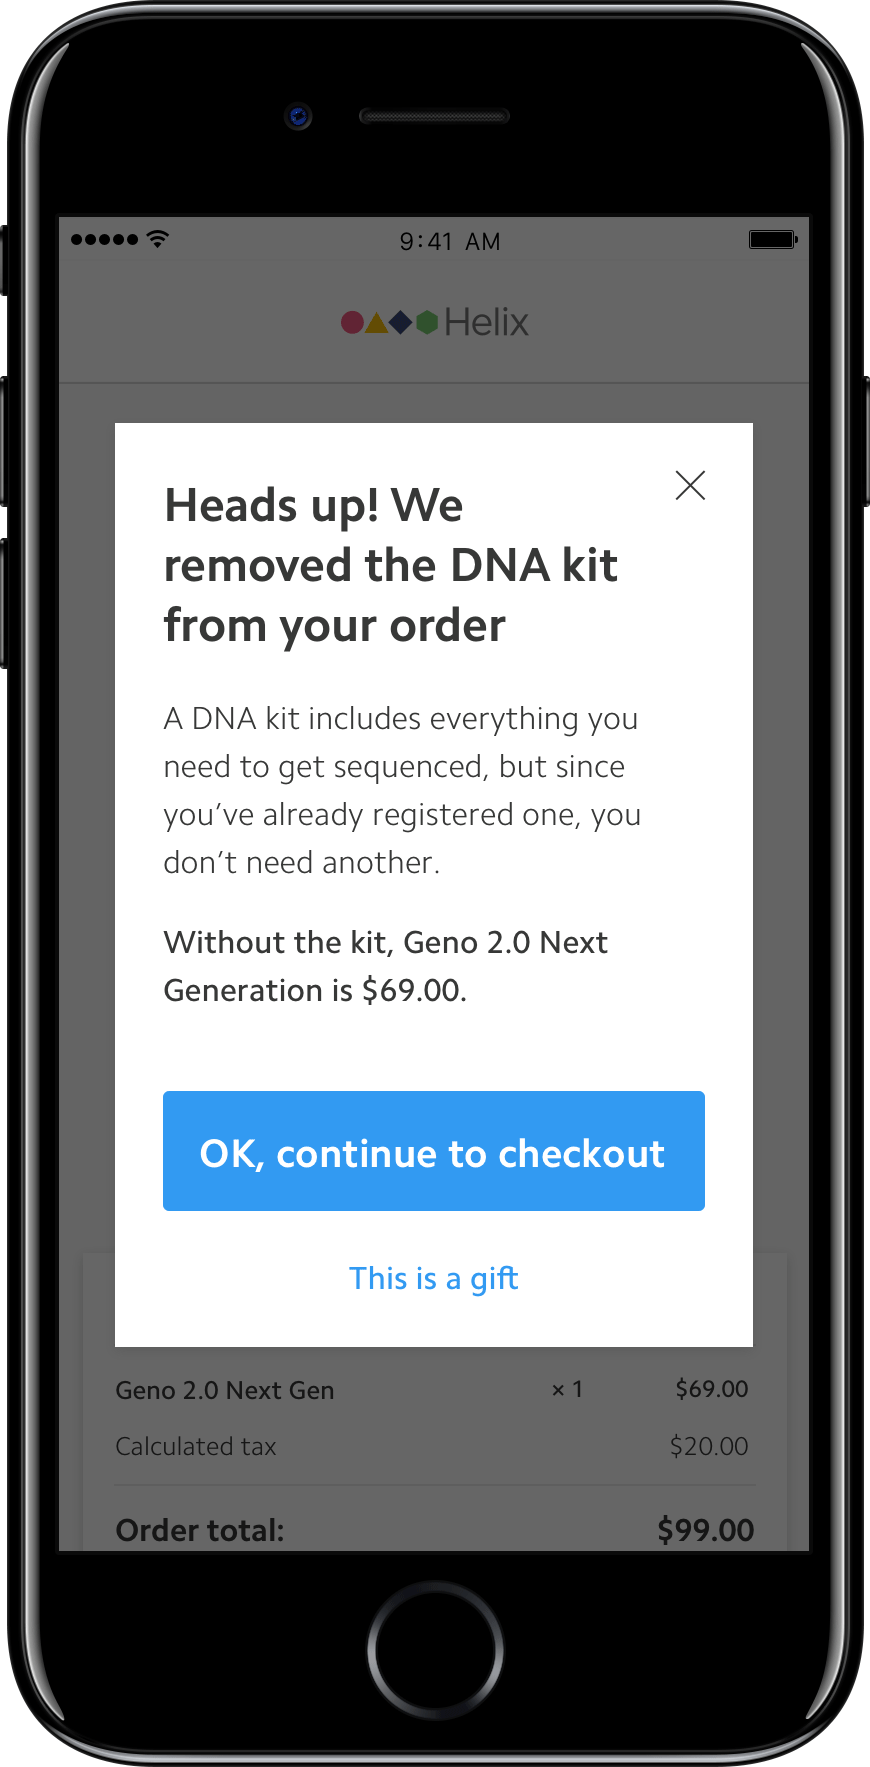 9:41 AM
Helix
Heads up! We
removed the DNA kit
from your order
A DNA kit includes everything you
need to get sequenced, but since
you’ve already registered one, you
don’t need another.
Without the kit, Geno 2.0 Next
Generation is $69.00.
OK, continue to checkout
This is a gift
Geno 2.0 Next Gen × 1 $69.00
Calculated tax $20.00
Order total: $99.00